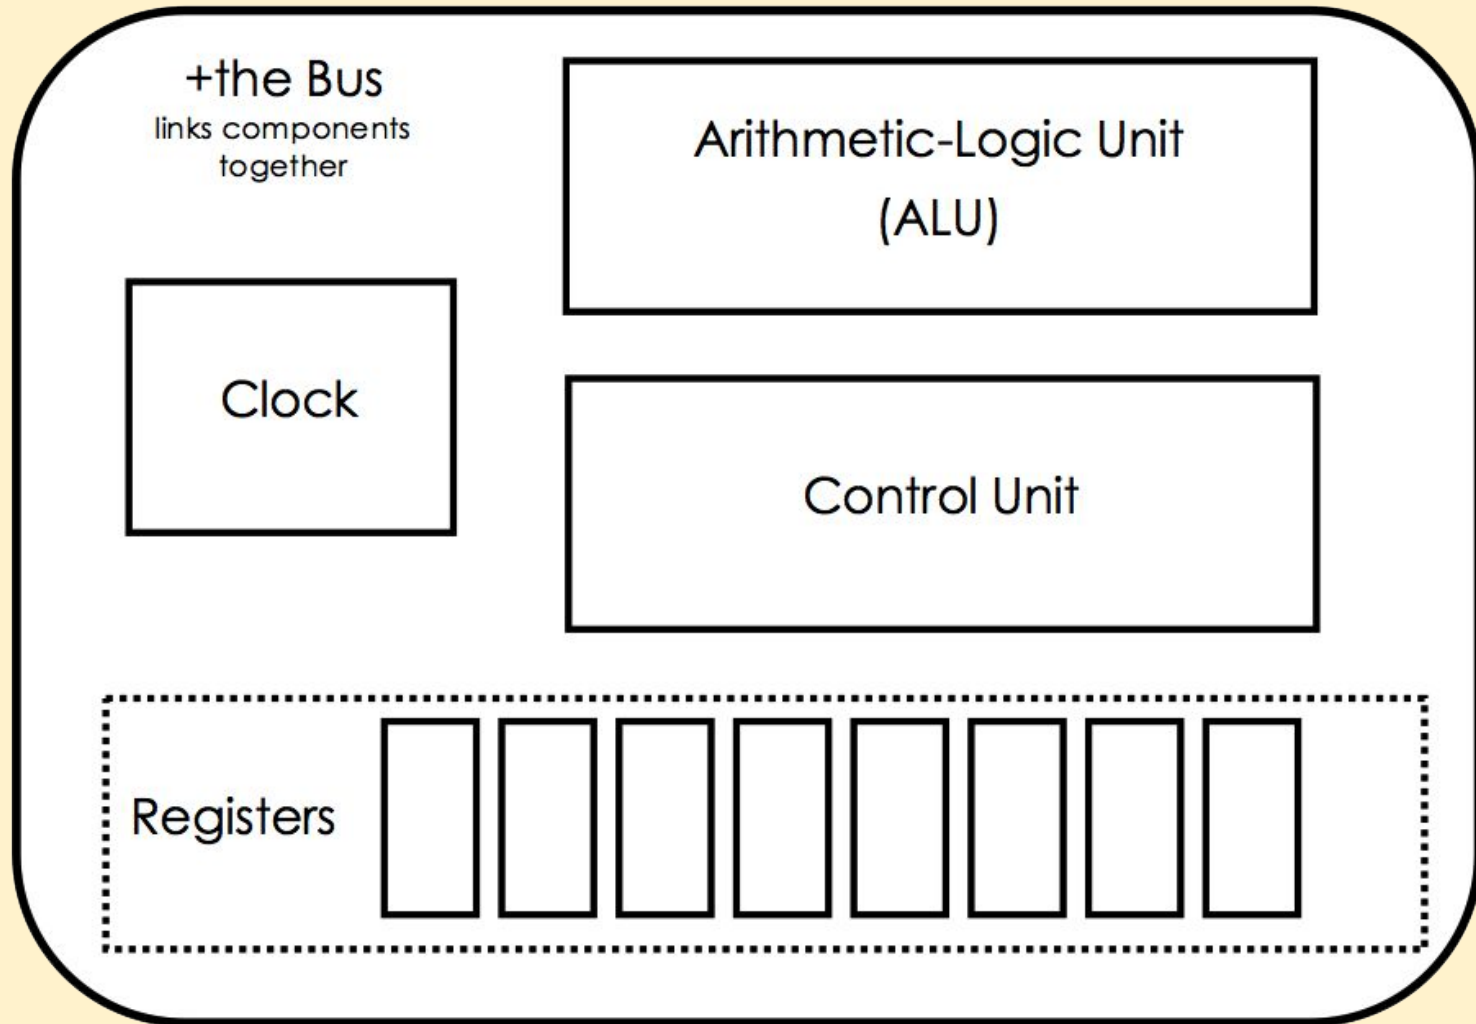 +the Bus
links components
together
Arithmetic-Logic Unit
(ALU)
Clock
Control Unit
Registers